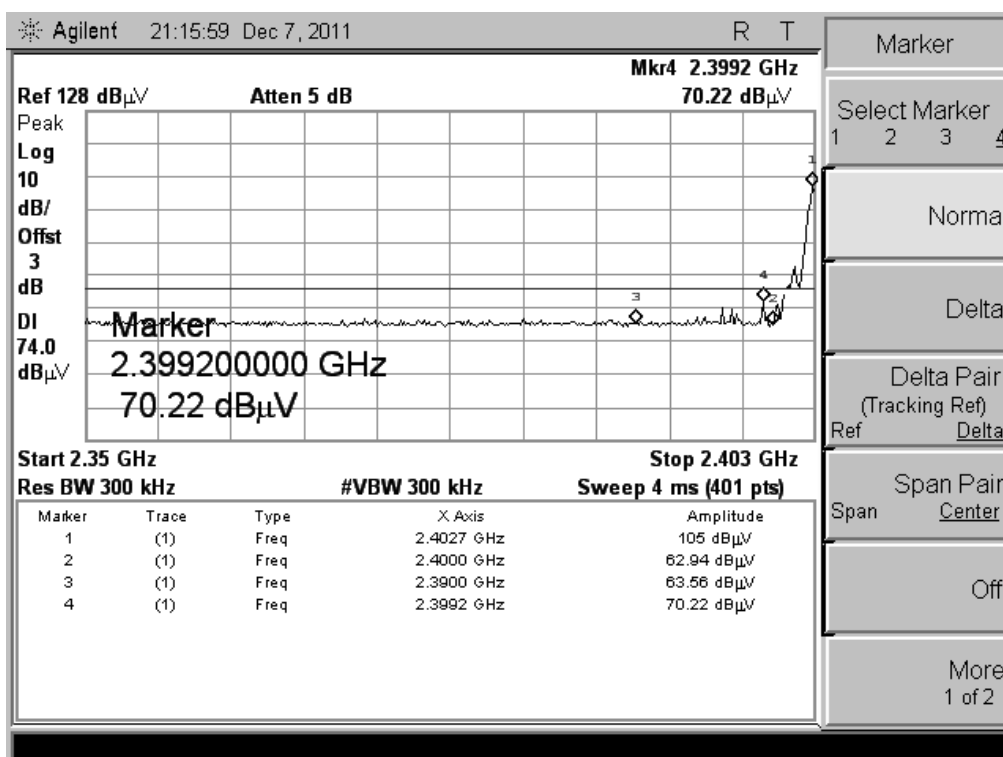 Agilent 21:15:59 Dec 7, 2011 R T
Mkr4 2.3992 GHz
Ref 128 dBµV Atten 5 dB 70.22 dBµV
Peak
Log
10
dB/
Offst
3
dB
DI
74.0
dBµV
1
4
3
2
Marker
2.399200000 GHz
70.22 dBµV
Start 2.35 GHz Stop 2.403 GHz
Res BW 300 kHz #VBW 300 kHz Sweep 4 ms (401 pts)
Marker Trace Type X Axis Amplitude
1 (1) Freq 2.4027 GHz 105 dBµV
2 (1) Freq 2.4000 GHz 62.94 dBµV
3 (1) Freq 2.3900 GHz 63.56 dBµV
4 (1) Freq 2.3992 GHz 70.22 dBµV
Marker
Select Marker
1 2 3 4
Norma
Delta
Delta Pair
(Tracking Ref)
Ref Delta
Span Pair
Span Center
Off
More
1 of 2